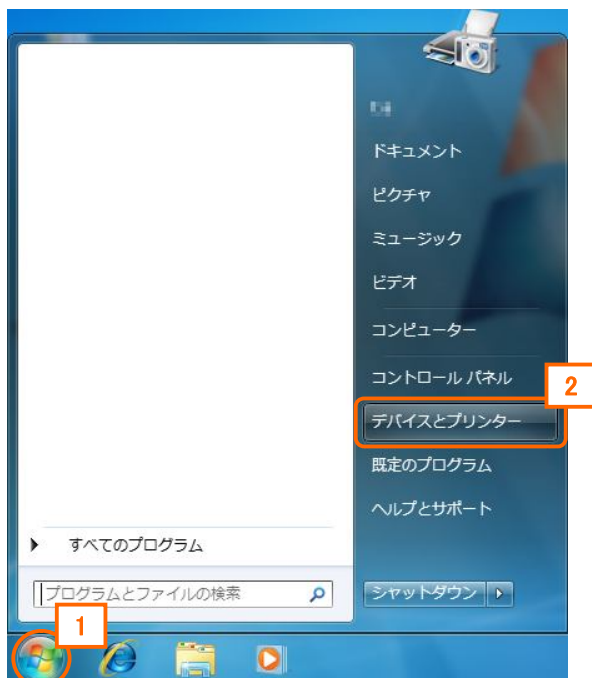 ドキュメント
ピクチャ
ミュージック
ビデオ
コンピューター
コントロール パネル
2
デバイスとプリンター
既定のプログラム
ヘルプとサポート
すべてのプログラム
プログラムとファイルの検索
シャットダウン
1